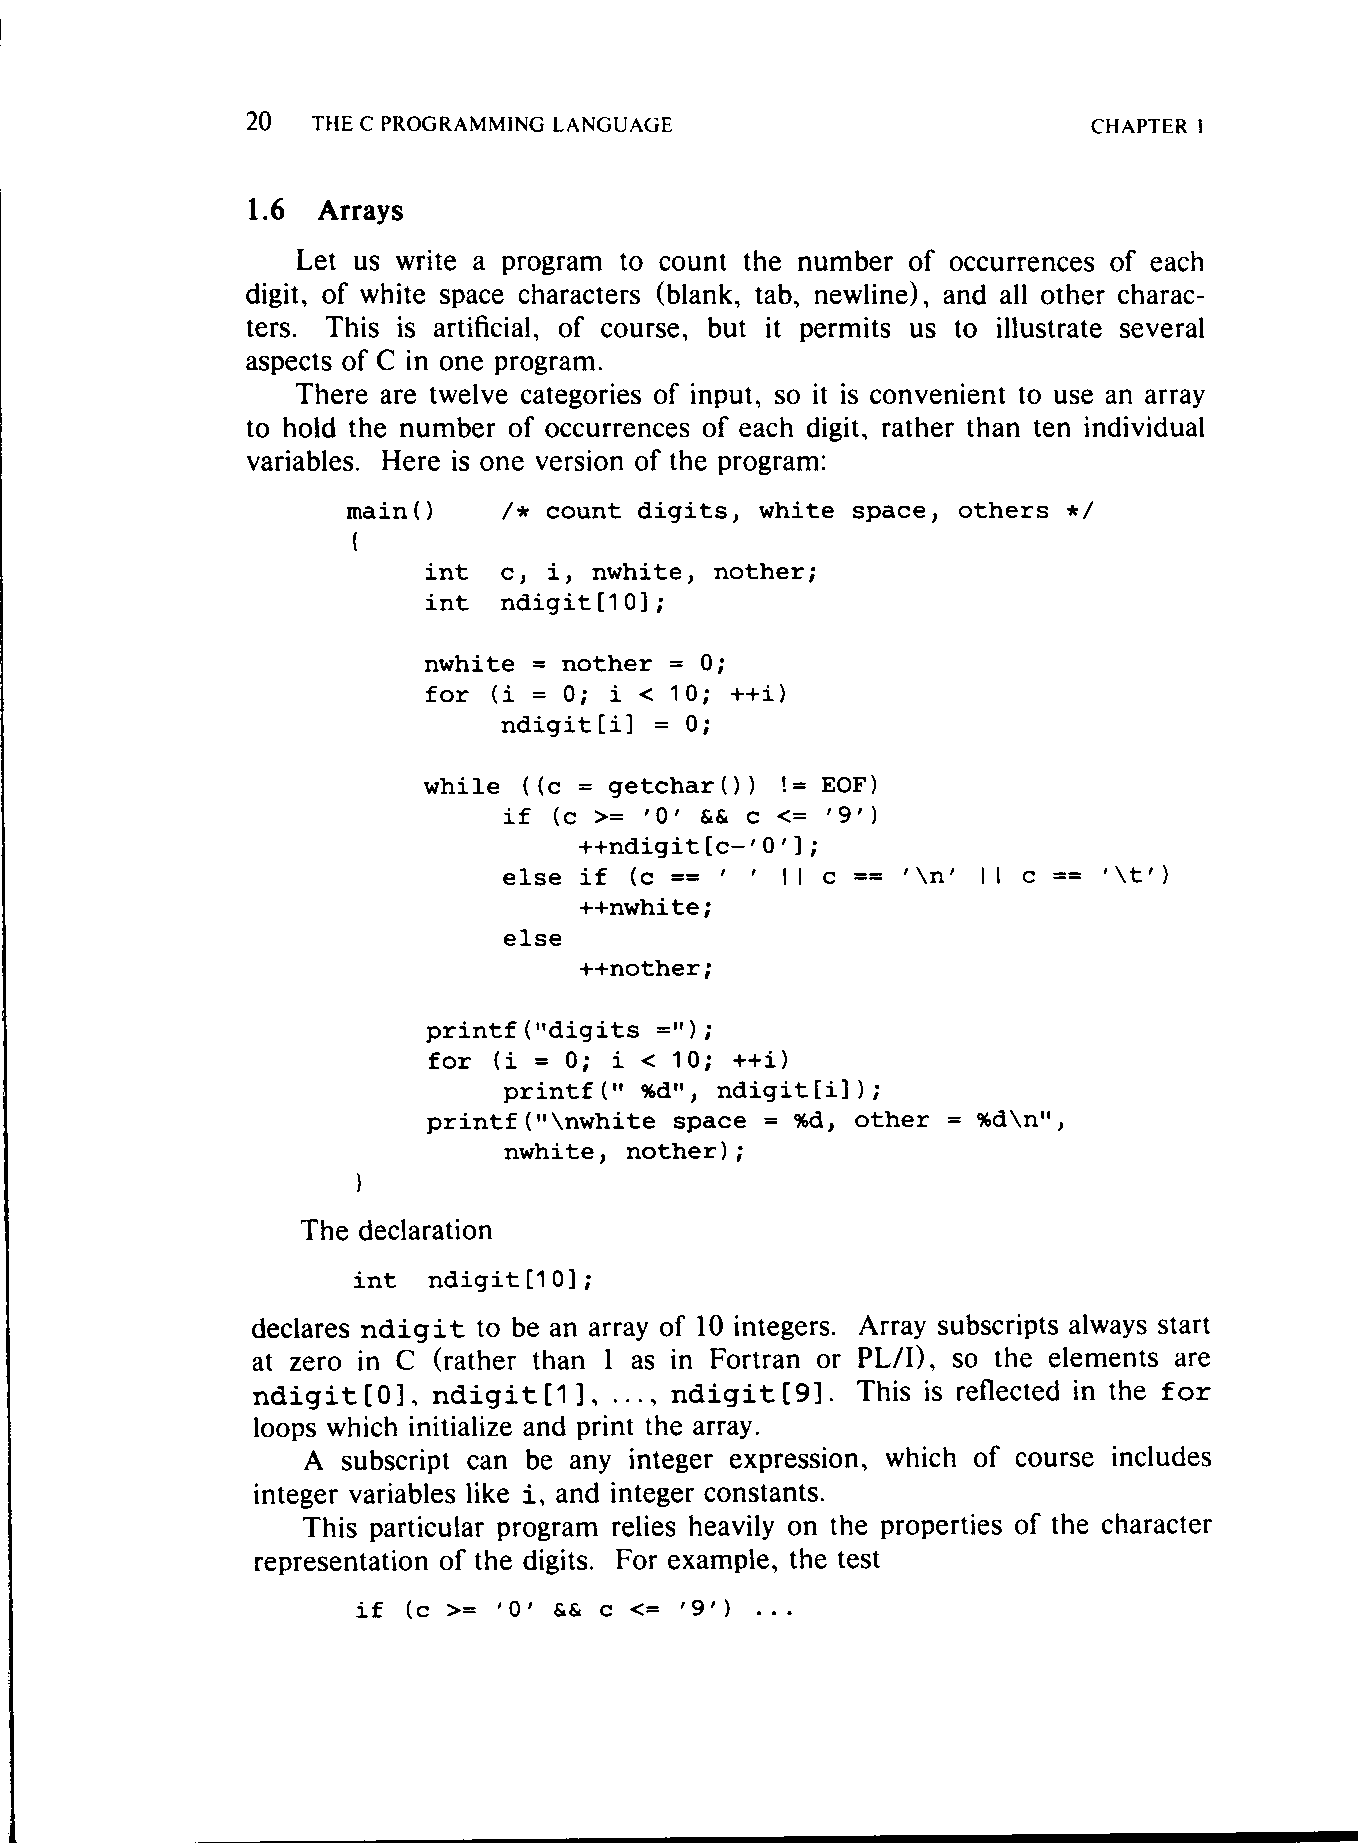 20 THE C PROGRAMMING LANGUAGE CHAPTER 1
1.6 Arrays
Let us write a program to count the number of occurrences of each
digit, of white space characters (blank, tab, newline), and all other charac-
ters. This is artificial, of course, but it permits us to illustrate several
aspects of C in one program.
There are twelve categories of input, so it is convenient to use an array
to hold the number of occurrences of each digit, rather than ten individual
variables. Here is one version of the program:
main() /* count digits, white space, others */
{
int c, i, nwhite, nother;
int ndigit[10];
nwhite = nother = 0;
for (i = 0; i < 10; ++i)
ndigit[i] = 0;
while ((c = getchar()) != EOF)
if (c >= '0' && c <= '9')
++ndigit[c-'0'];
else if (c == ' ' || c == '\n' || c == '\t')
++nwhite;
else
++nother;
printf("digits =");
for (i = 0; i < 10; ++i)
printf(" %d", ndigit[i]);
printf("\nwhite space = %d, other = %d\n",
nwhite, nother);
}
The declaration
int ndigit[10];
declares ndigit to be an array of 10 integers. Array subscripts always start
at zero in C (rather than 1 as in Fortran or PL/I), so the elements are
ndigit[0], ndigit[1], ..., ndigit[9]. This is reflected in the for
loops which initialize and print the array.
A subscript can be any integer expression, which of course includes
integer variables like i, and integer constants.
This particular program relies heavily on the properties of the character
representation of the digits. For example, the test
if (c >= '0' && c <= '9') ...